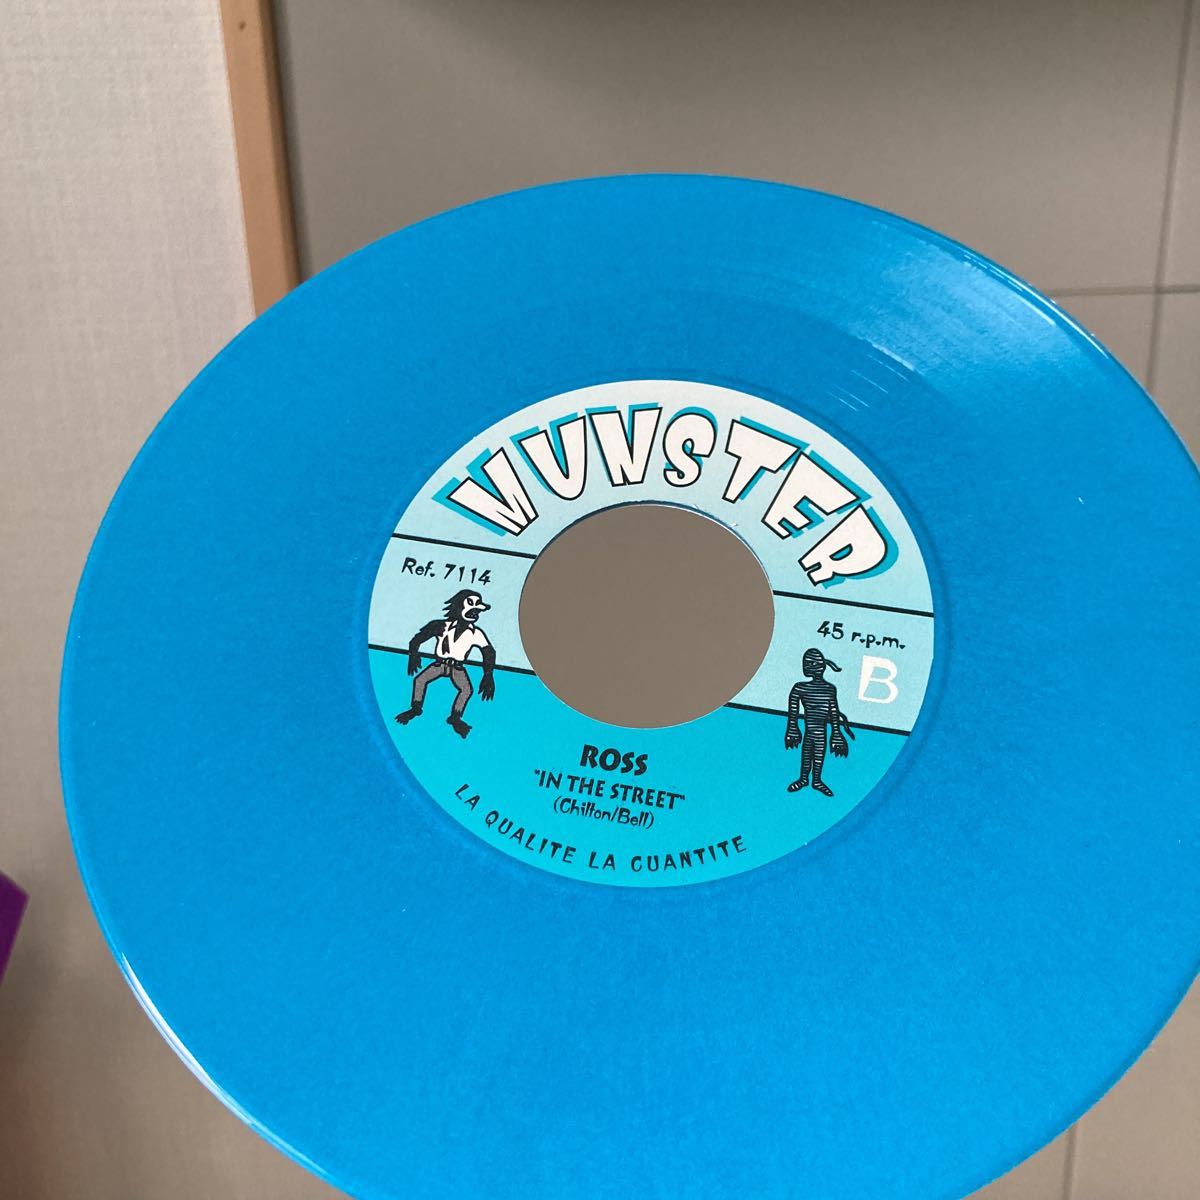 MUNSTER
Ref. 7114
45 r.p.m.
B
ROSS
"IN THE STREET"
(Chilton/Bell)
LA QUALITE LA CUANTITE